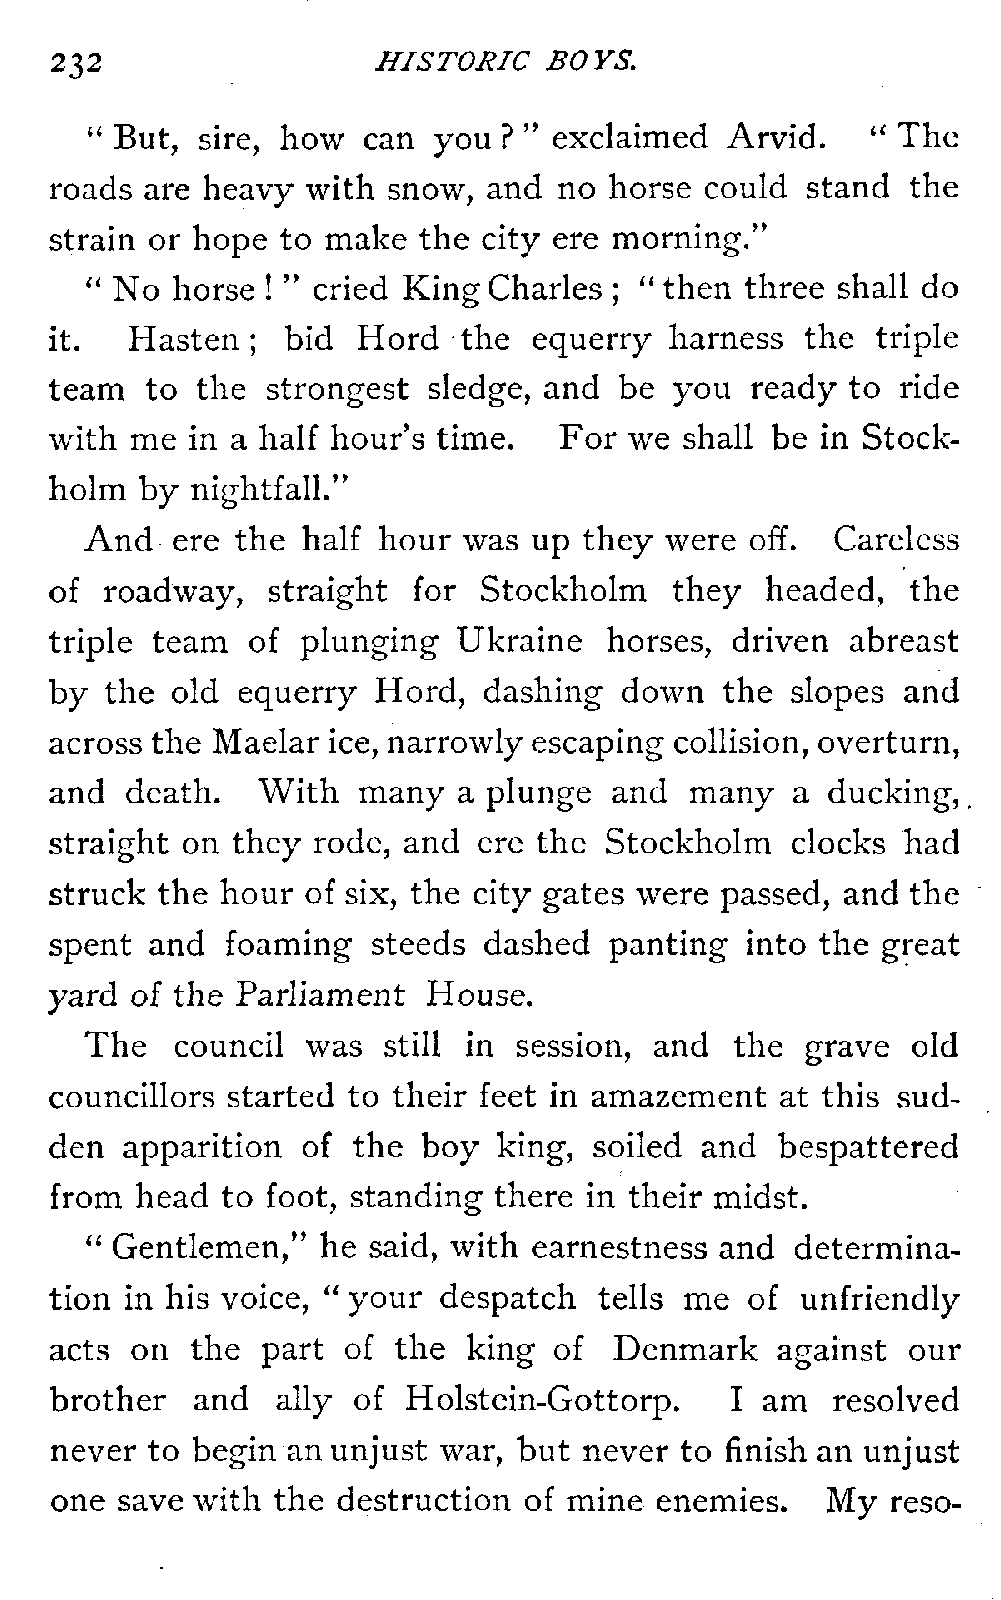 232 HISTORIC BOYS.
“ But, sire, how can you ? ” exclaimed Arvid. “ The
roads are heavy with snow, and no horse could stand the
strain or hope to make the city ere morning.”
“ No horse ! ” cried King Charles ; “ then three shall do
it. Hasten ; bid Hord the equerry harness the triple
team to the strongest sledge, and be you ready to ride
with me in a half hour’s time. For we shall be in Stock-
holm by nightfall.”
And ere the half hour was up they were off. Careless
of roadway, straight for Stockholm they headed, the
triple team of plunging Ukraine horses, driven abreast
by the old equerry Hord, dashing down the slopes and
across the Maelar ice, narrowly escaping collision, overturn,
and death. With many a plunge and many a ducking,
straight on they rode, and ere the Stockholm clocks had
struck the hour of six, the city gates were passed, and the
spent and foaming steeds dashed panting into the great
yard of the Parliament House.
The council was still in session, and the grave old
councillors started to their feet in amazement at this sud-
den apparition of the boy king, soiled and bespattered
from head to foot, standing there in their midst.
“ Gentlemen,” he said, with earnestness and determina-
tion in his voice, “ your despatch tells me of unfriendly
acts on the part of the king of Denmark against our
brother and ally of Holstein-Gottorp. I am resolved
never to begin an unjust war, but never to finish an unjust
one save with the destruction of mine enemies. My reso-